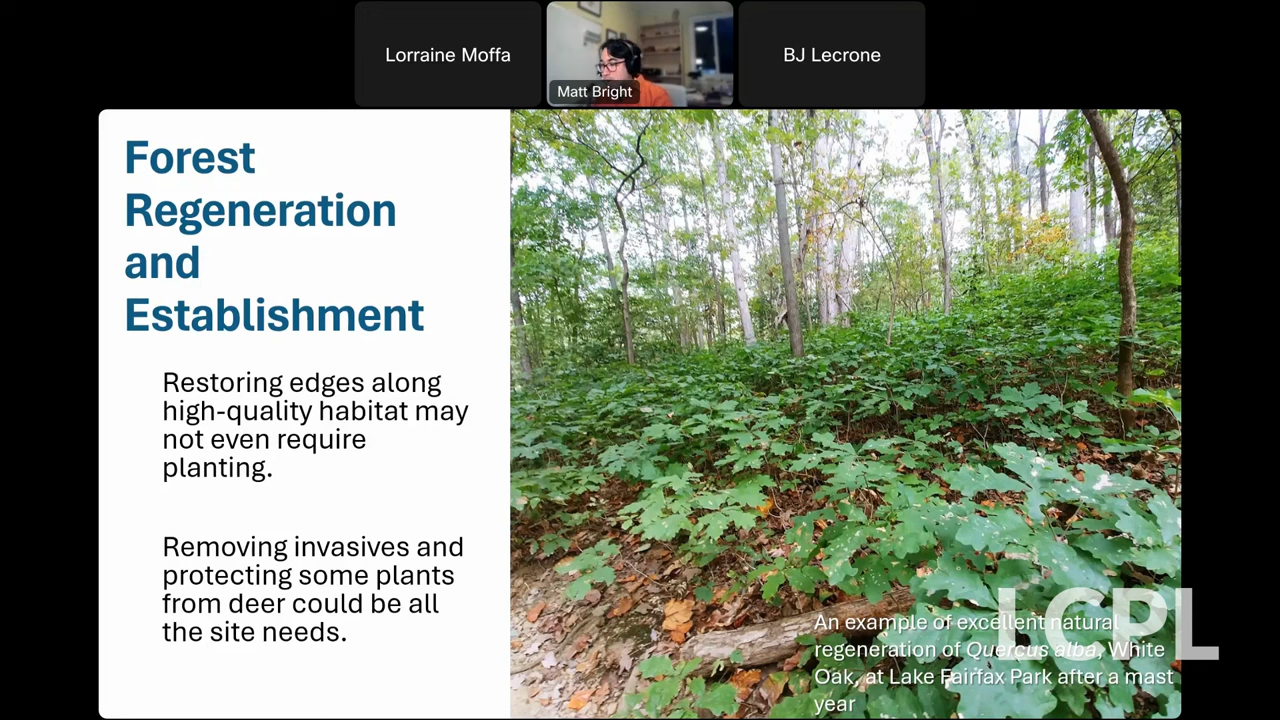 Lorraine Moffa
Matt Bright
BJ Lecrone
Forest
Regeneration
and
Establishment
Restoring edges along
high-quality habitat may
not even require
planting.
Removing invasives and
protecting some plants
from deer could be all
the site needs.
An example of excellent natural
regeneration of Quercus alba, White
Oak, at Lake Fairfax Park after a mast
year
LCPL